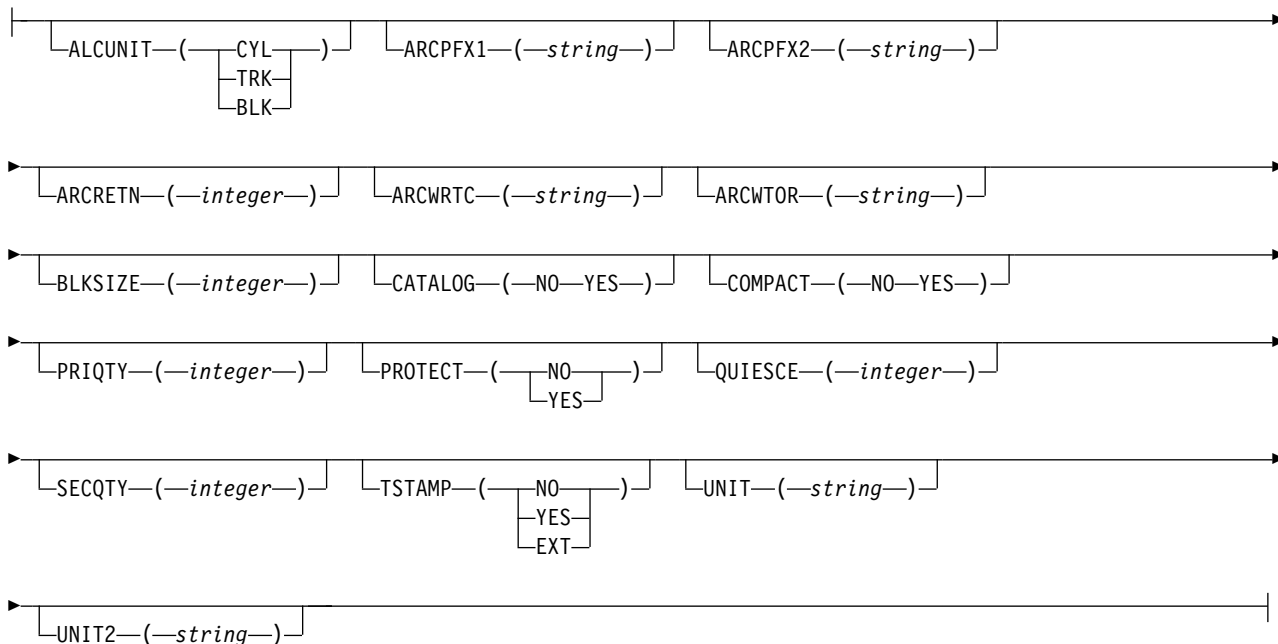 ALCUNIT ( CYL ) ARCPFX1 ( string ) ARCPFX2 ( string )
TRK
BLK
ARCRETN ( integer ) ARCWRTC ( string ) ARCWTOR ( string )
BLKSIZE ( integer ) CATALOG ( NO YES ) COMPACT ( NO YES )
PRIQTY ( integer ) PROTECT ( NO ) QUIESCE ( integer )
YES
SECQTY ( integer ) TSTAMP ( NO ) UNIT ( string )
YES
EXT
UNIT2 ( string )